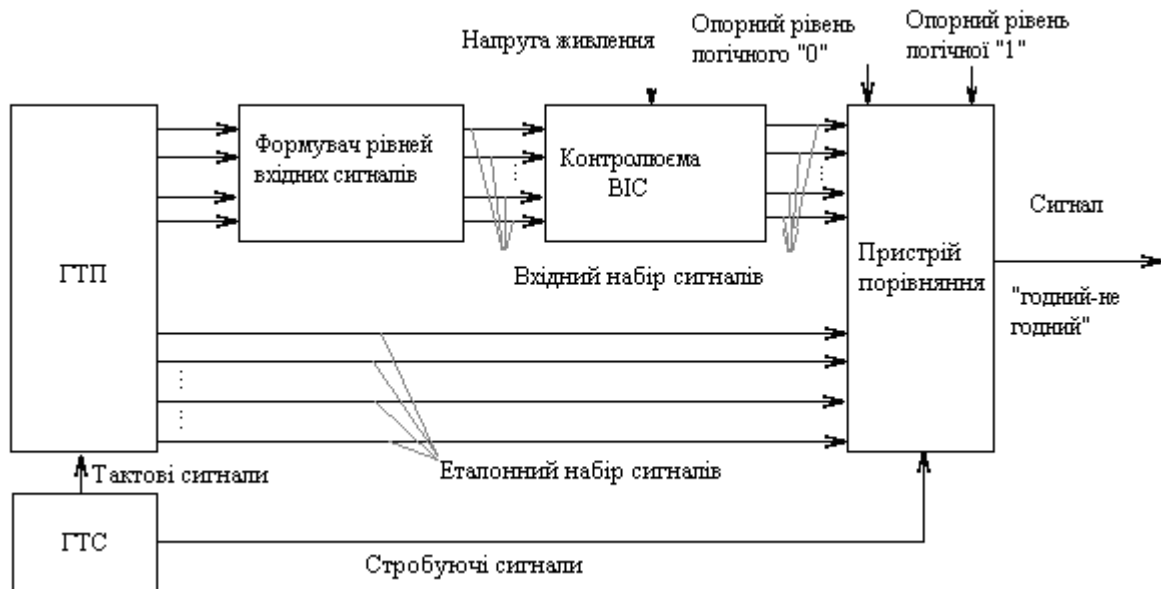 Напруга живлення
Опорний рівень
логічного "0"
Опорний рівень
логічної "1"
ГТП
Формувач рівней
вхідних сигналів
Контролюєма
ВІС
Вхідний набір сигналів
Пристрій
порівняння
Сигнал
"годний-не
годний"
Тактові сигнали
Еталонний набір сигналів
ГТС
Стробуючі сигнали